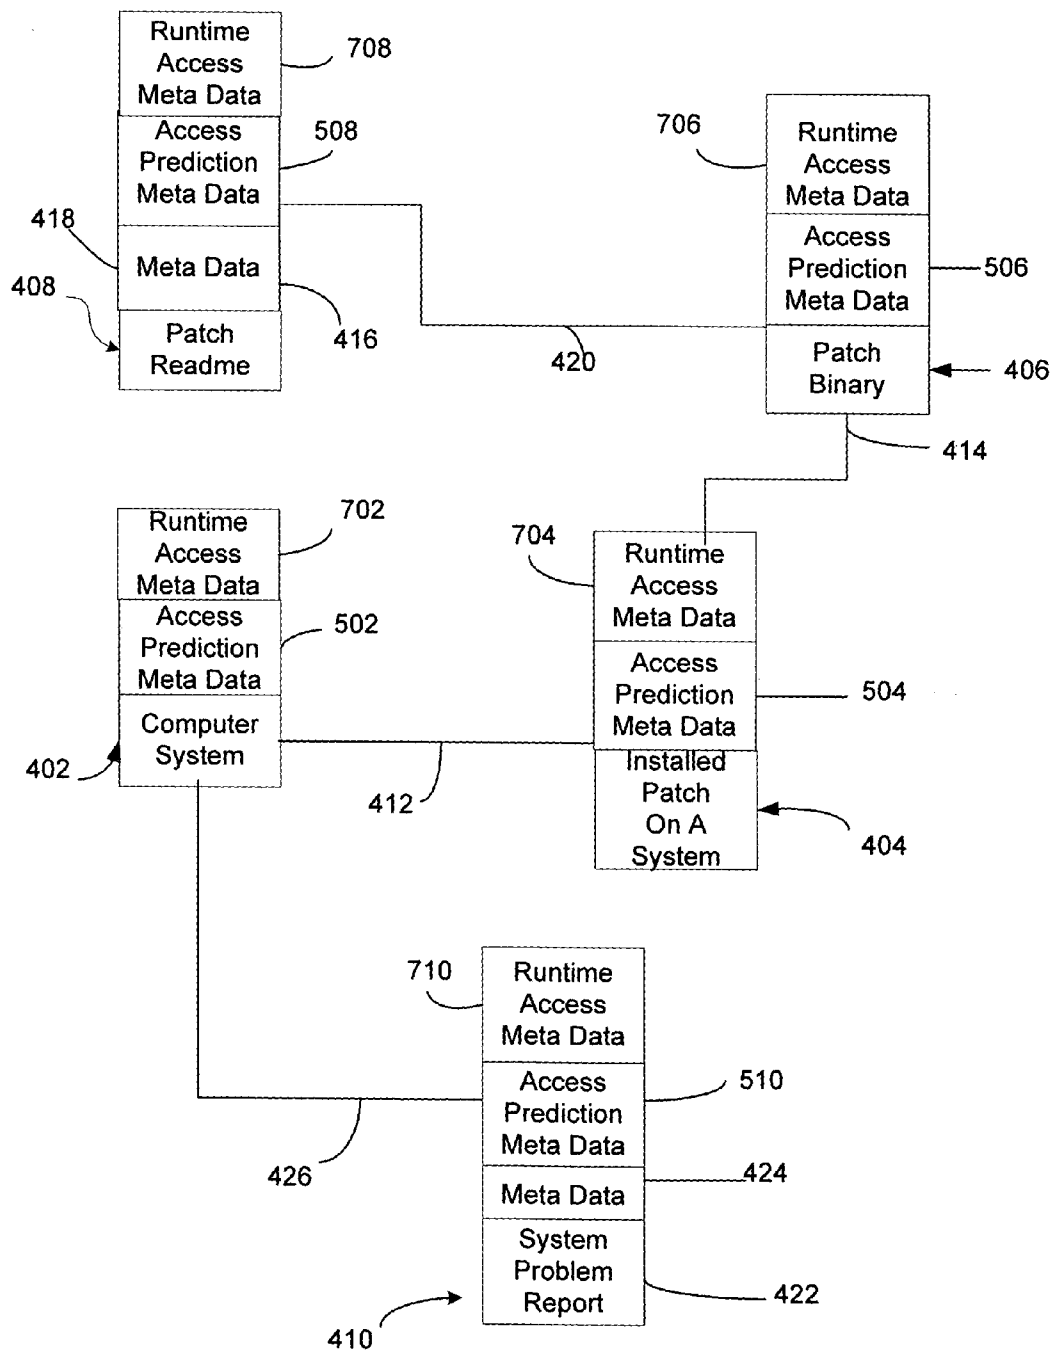 Runtime
Access
Meta Data
708
Access
Prediction
Meta Data
508
418
Meta Data
408
416
Patch
Readme
420
706
Runtime
Access
Meta Data
Access
Prediction
Meta Data
506
Patch
Binary
406
414
702
Runtime
Access
Meta Data
Access
Prediction
Meta Data
502
Computer
System
402
412
704
Runtime
Access
Meta Data
Access
Prediction
Meta Data
504
Installed
Patch
On A
System
404
710
Runtime
Access
Meta Data
Access
Prediction
Meta Data
510
426
Meta Data
424
System
Problem
Report
422
410